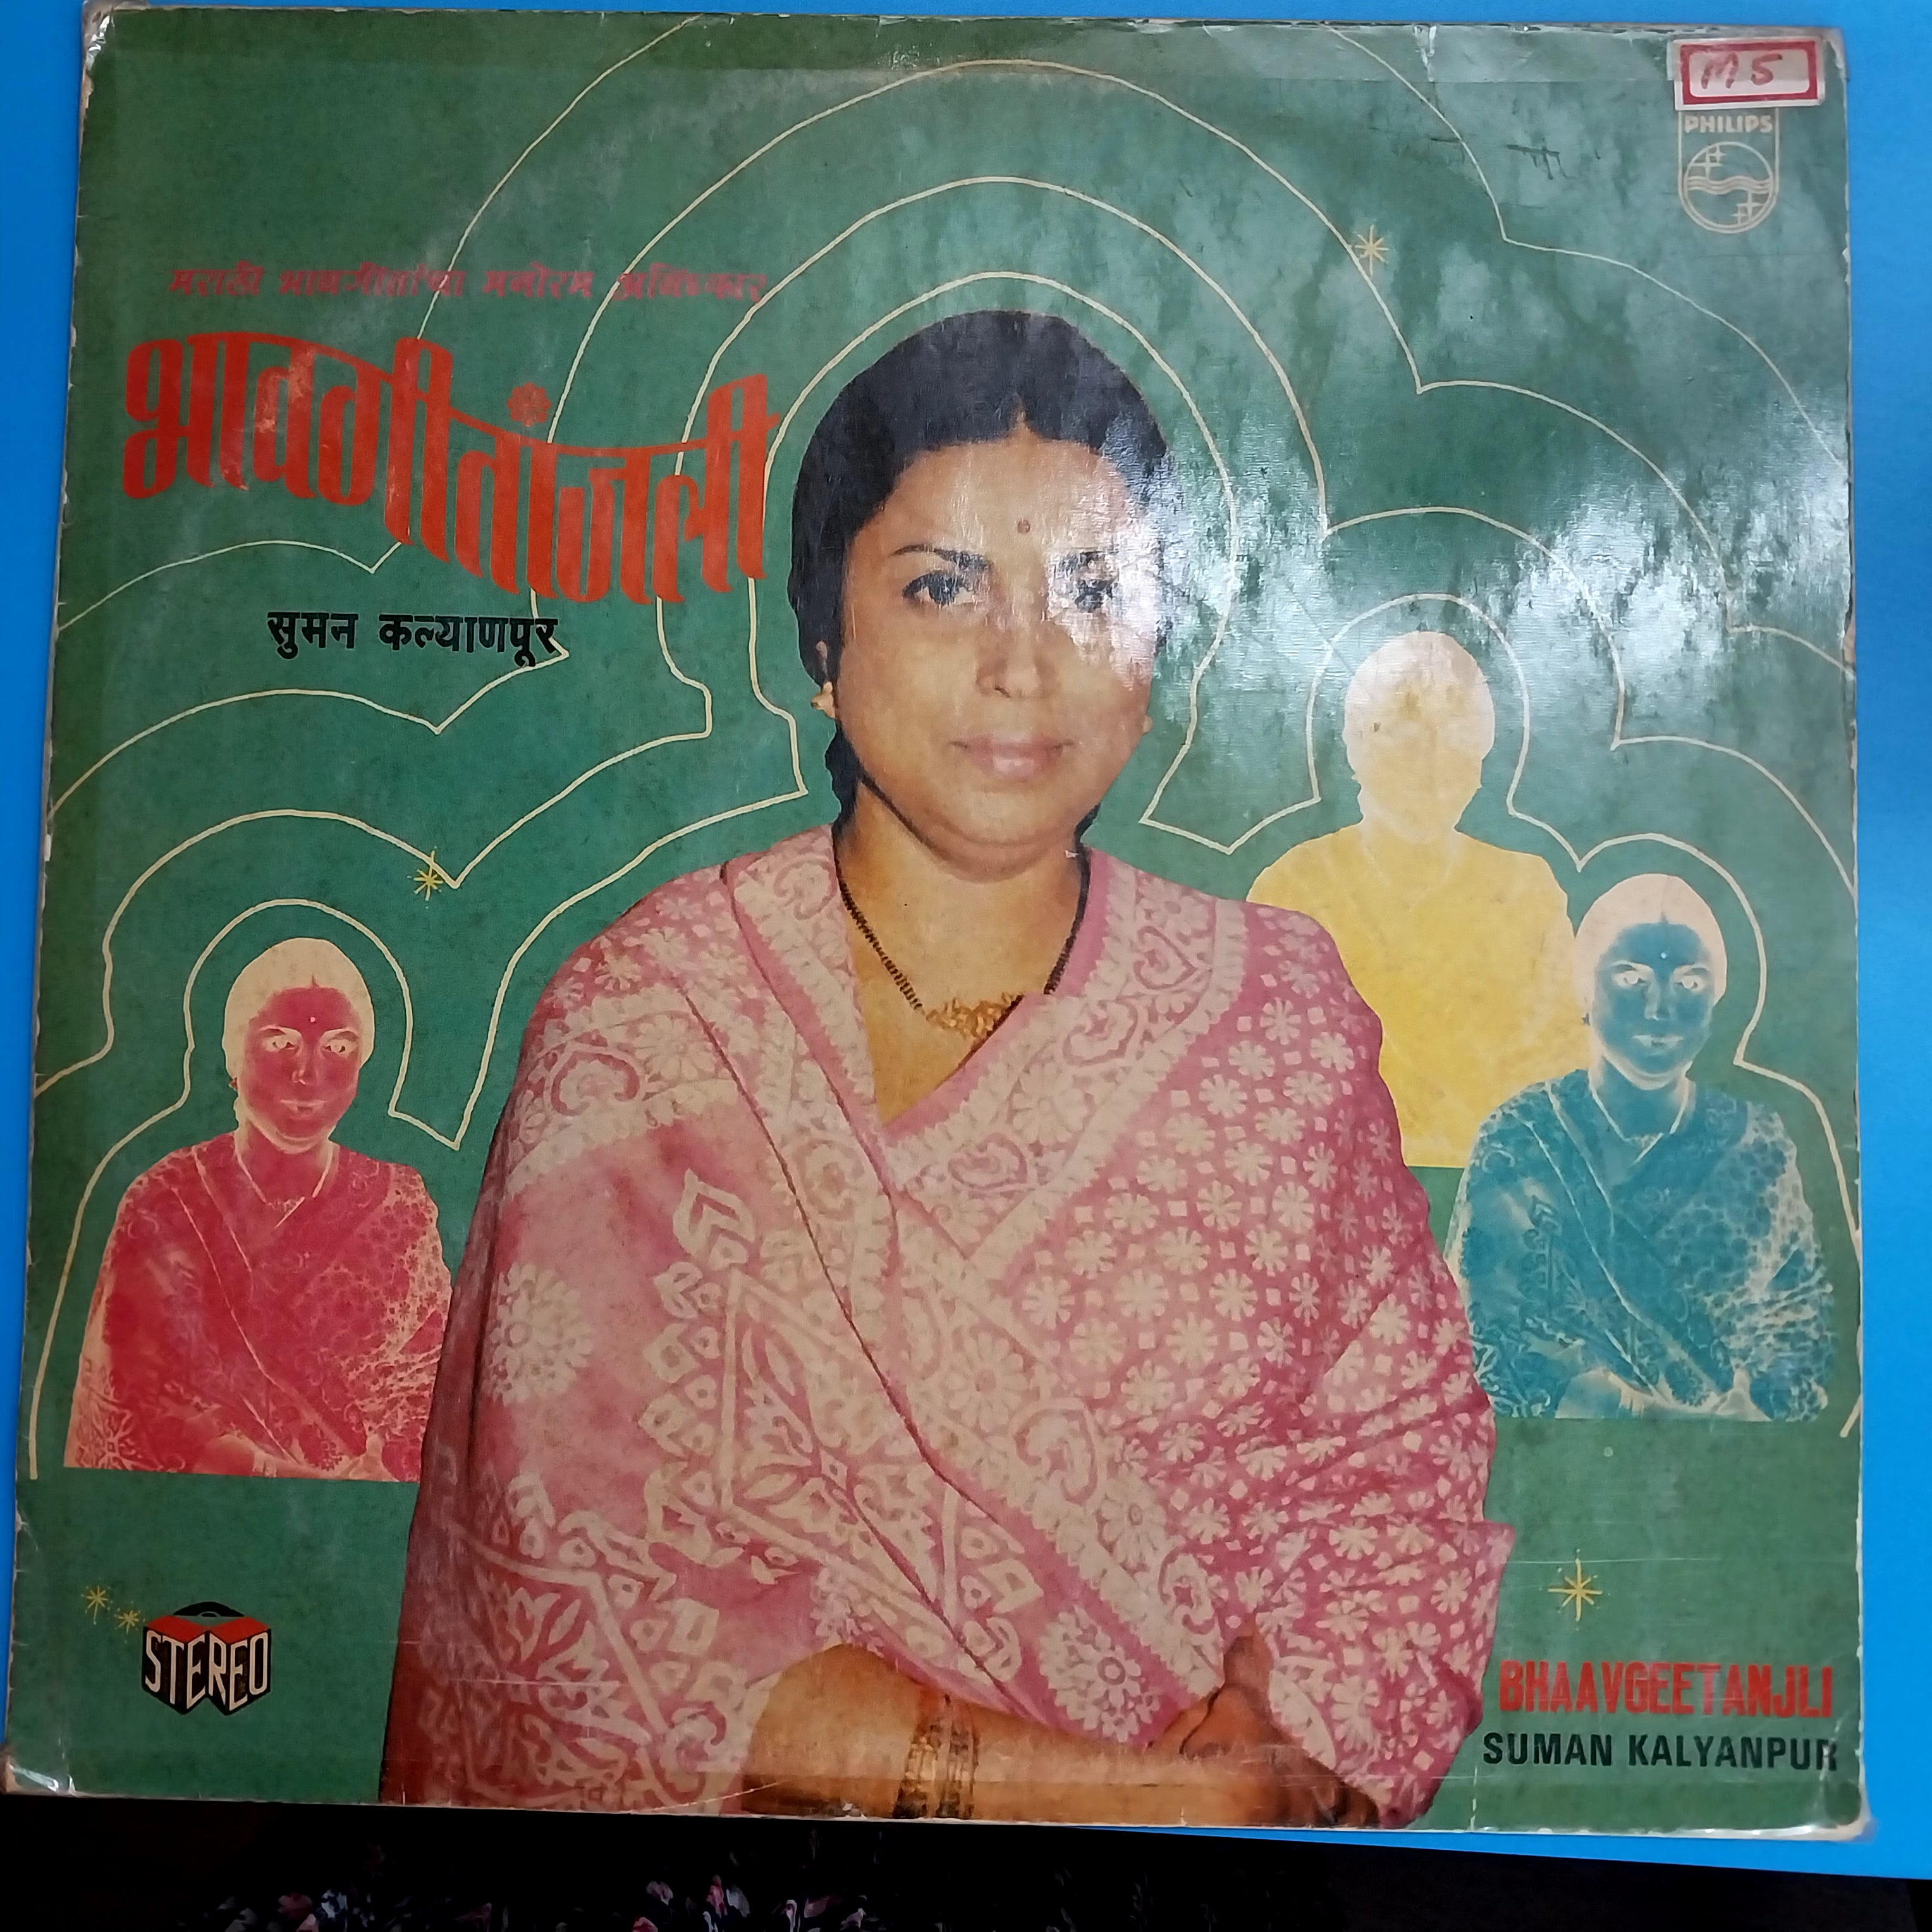 M5
PHILIPS
मराठी भावगीतांचा मनोरम अविष्कार
भावगीतांजली
सुमन कल्याणपूर
STEREO
BHAAVGEETANJLI
SUMAN KALYANPUR